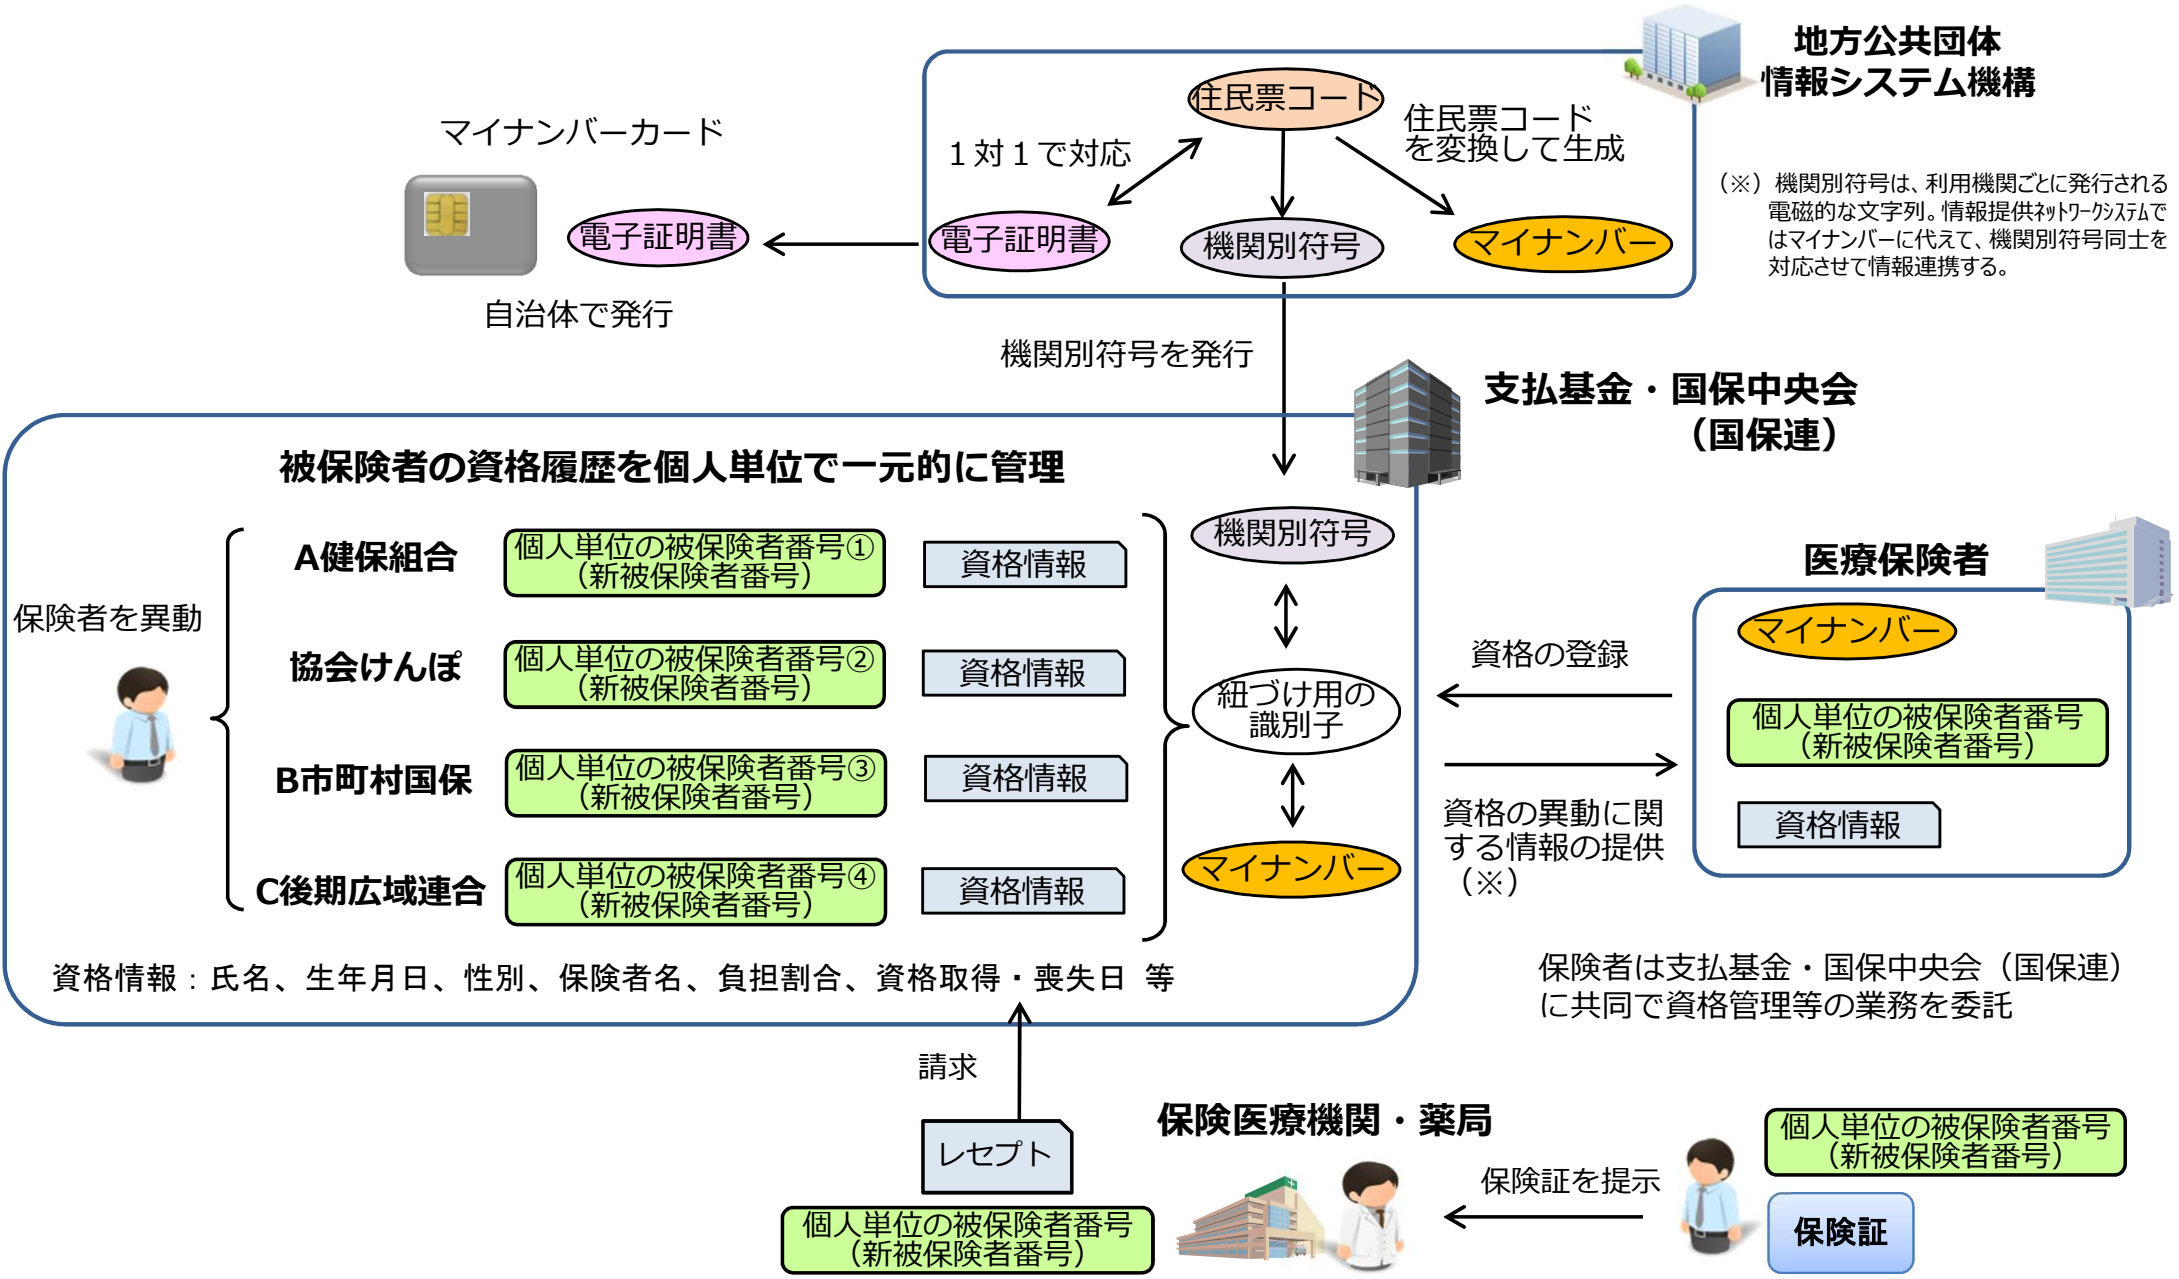 地方公共団体
情報システム機構
住民票コード
住民票コード
を変換して生成
1対1で対応
マイナンバーカード
電子証明書
電子証明書
機関別符号
マイナンバー
自治体で発行
（※）機関別符号は、利用機関ごとに発行される
電磁的な文字列。情報提供ネットワークシステムで
はマイナンバーに代えて、機関別符号同士を
対応させて情報連携する。
機関別符号を発行
支払基金・国保中央会
（国保連）
被保険者の資格履歴を個人単位で一元的に管理
保険者を異動
A健保組合
個人単位の被保険者番号①
（新被保険者番号）
資格情報
協会けんぽ
個人単位の被保険者番号②
（新被保険者番号）
資格情報
B市町村国保
個人単位の被保険者番号③
（新被保険者番号）
資格情報
C後期広域連合
個人単位の被保険者番号④
（新被保険者番号）
資格情報
機関別符号
紐づけ用の
識別子
マイナンバー
資格情報：氏名、生年月日、性別、保険者名、負担割合、資格取得・喪失日 等
資格の登録
資格の異動に関
する情報の提供
（※）
医療保険者
マイナンバー
個人単位の被保険者番号
（新被保険者番号）
資格情報
保険者は支払基金・国保中央会（国保連）
に共同で資格管理等の業務を委託
請求
レセプト
個人単位の被保険者番号
（新被保険者番号）
保険医療機関・薬局
保険証を提示
個人単位の被保険者番号
（新被保険者番号）
保険証